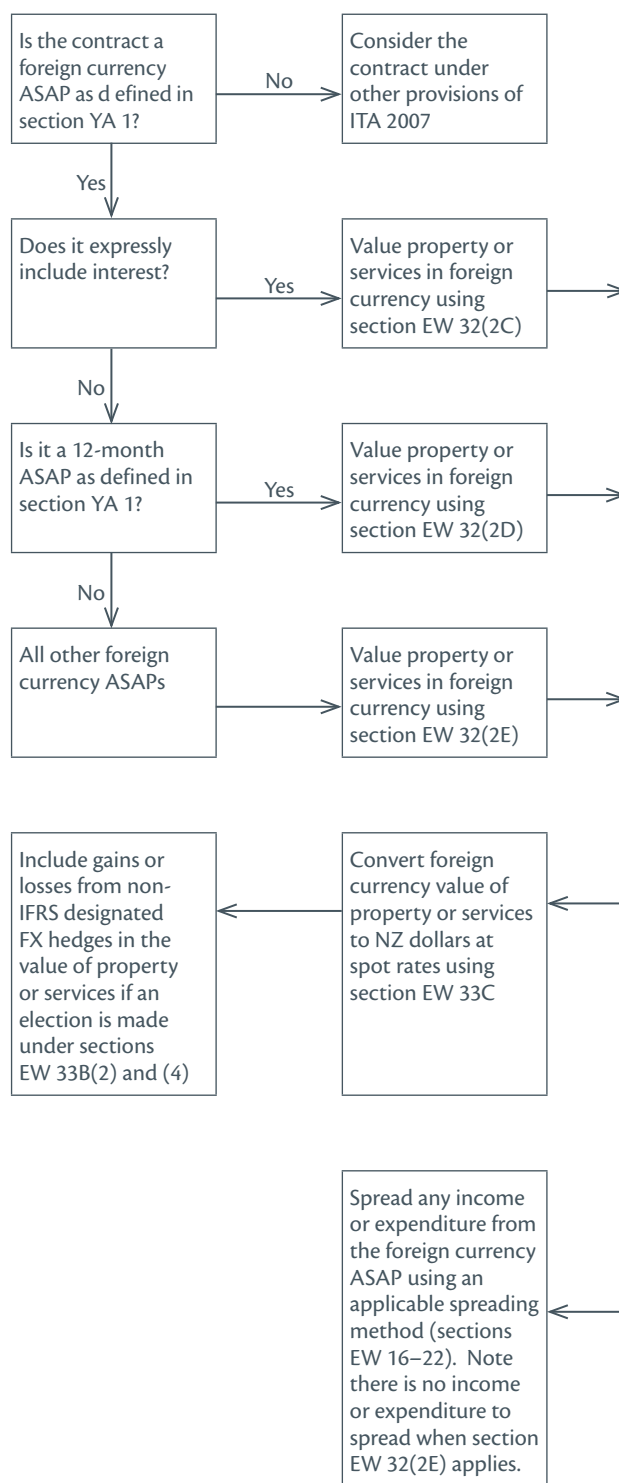 Is the contract a
foreign currency
ASAP as d efined in
section YA 1?
No
Consider the
contract under
other provisions of
ITA 2007
Yes
Does it expressly
include interest?
Yes
Value property or
services in foreign
currency using
section EW 32(2C)
No
Is it a 12-month
ASAP as defined in
section YA 1?
Yes
Value property or
services in foreign
currency using
section EW 32(2D)
No
All other foreign
currency ASAPs
Value property or
services in foreign
currency using
section EW 32(2E)
Include gains or
losses from non-
IFRS designated
FX hedges in the
value of property
or services if an
election is made
under sections
EW 33B(2) and (4)
Convert foreign
currency value of
property or services
to NZ dollars at
spot rates using
section EW 33C
Spread any income
or expenditure from
the foreign currency
ASAP using an
applicable spreading
method (sections
EW 16–22).  Note
there is no income
or expenditure to
spread when section
EW 32(2E) applies.